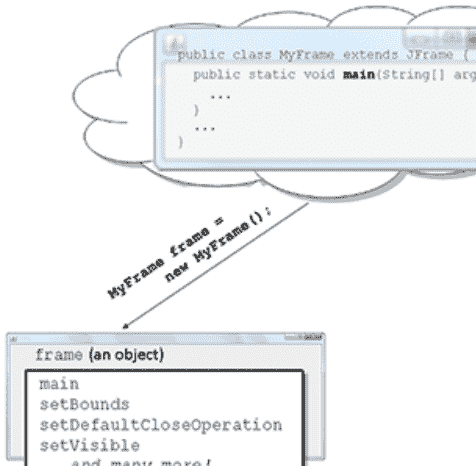 public class MyFrame extends JFrame {
public static void main(String[] arg
...
}
...
}
MyFrame frame =
new MyFrame();
frame (an object)
main
setBounds
setDefaultCloseOperation
setVisible
and many more!